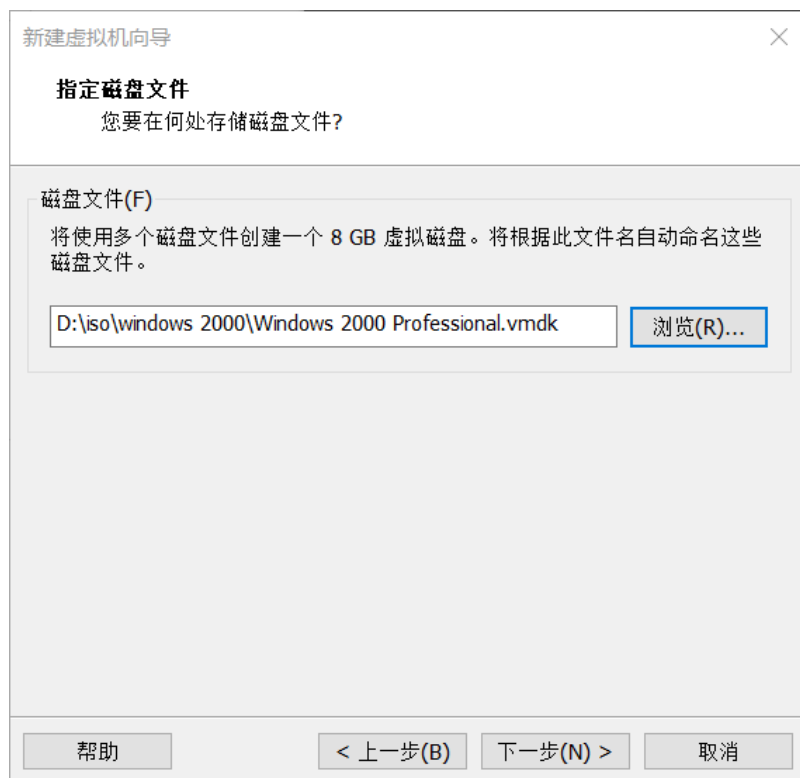 新建虚拟机向导
指定磁盘文件
您要在何处存储磁盘文件?
磁盘文件(F)
将使用多个磁盘文件创建一个 8 GB 虚拟磁盘。将根据此文件名自动命名这些
磁盘文件。
D:\iso\windows 2000\Windows 2000 Professional.vmdk
浏览(R)...
帮助
< 上一步(B)
下一步(N) >
取消